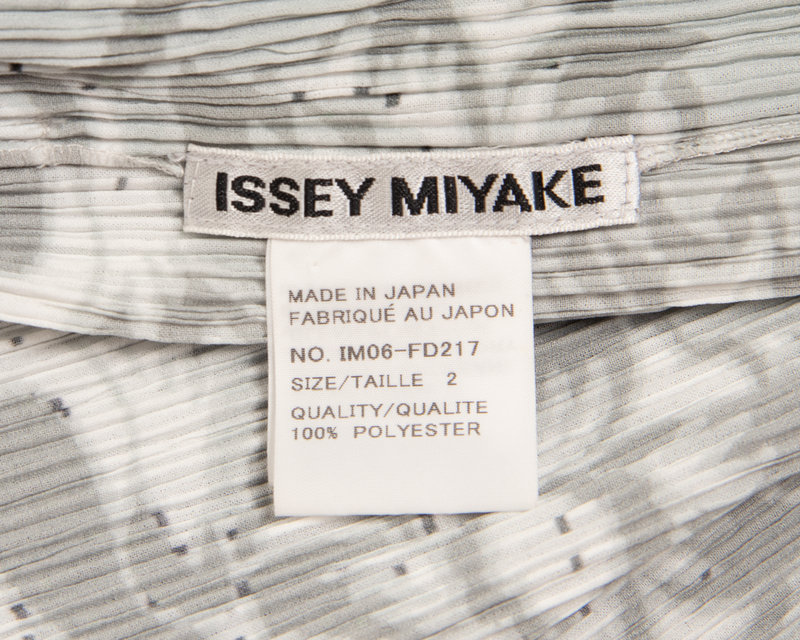 ISSEY MIYAKE
MADE IN JAPAN
FABRIQUÉ AU JAPON
NO. IM06-FD217
SIZE/TAILLE 2
QUALITY/QUALITE
100% POLYESTER